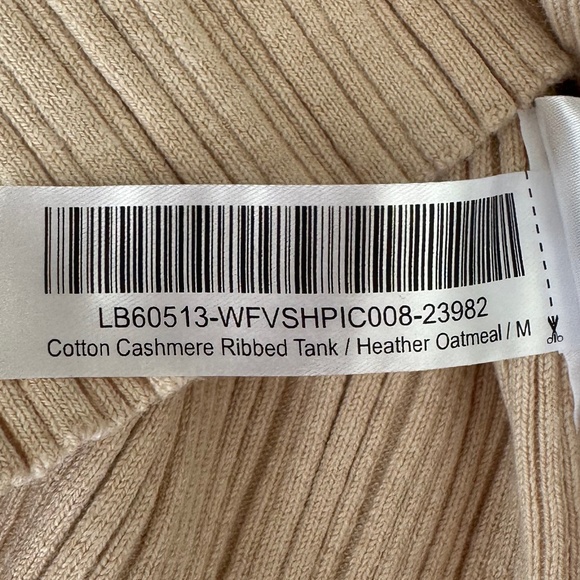 LB60513-WFVSHPIC008-23982
Cotton Cashmere Ribbed Tank / Heather Oatmeal / M